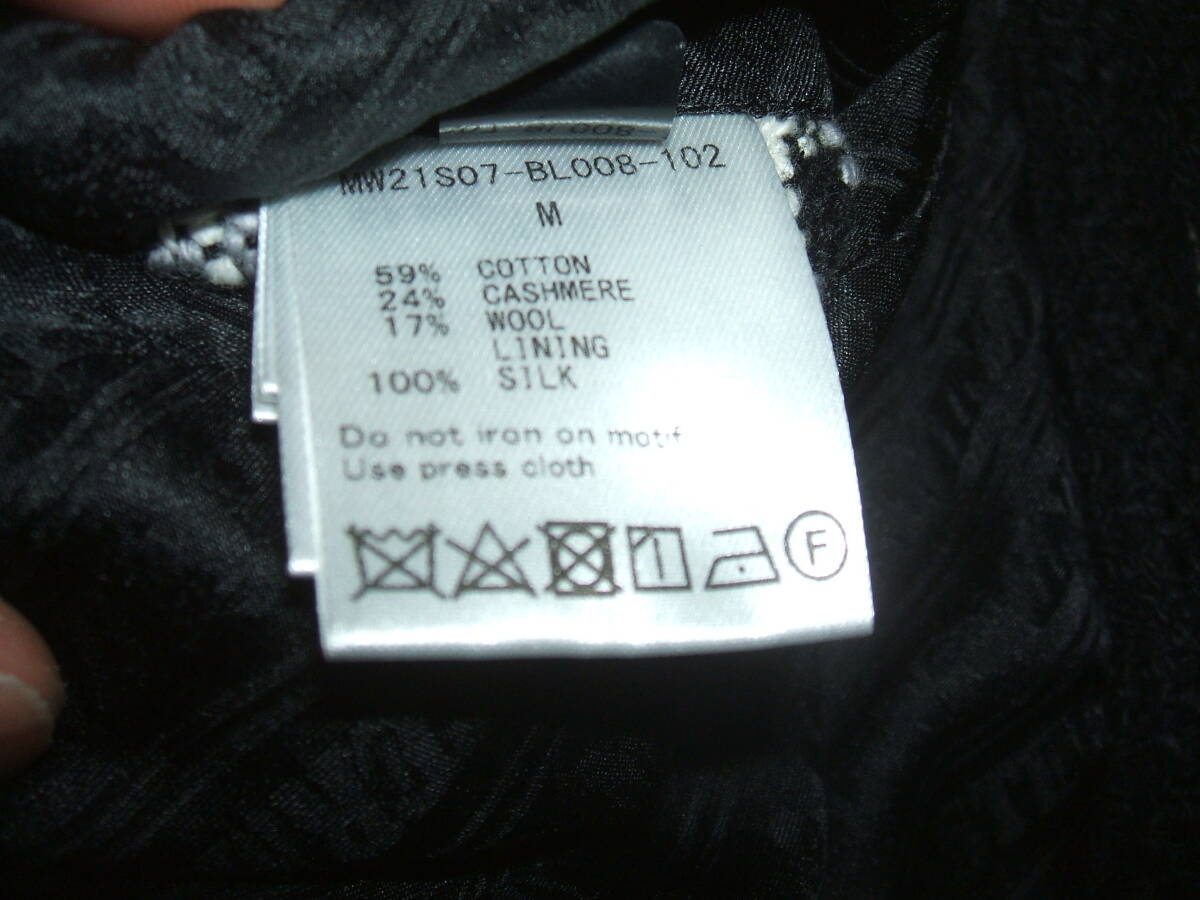 MW21S07-BL008-102
M
59% COTTON
24% CASHMERE
17% WOOL
LINING
100% SILK
Do not iron on motif
Use press cloth
F